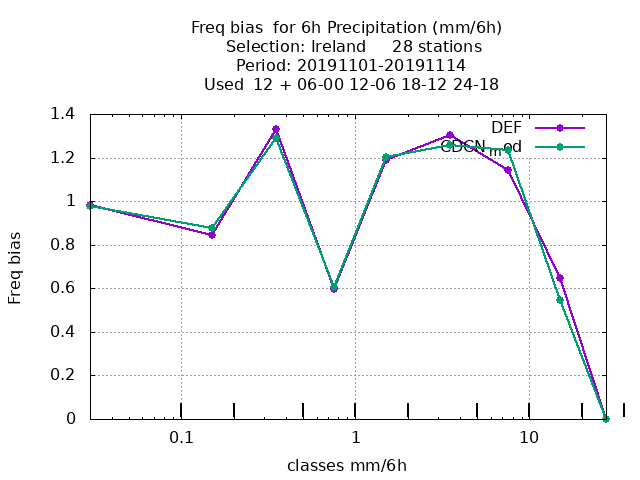 Freq bias  for 6h Precipitation (mm/6h)
Selection: Ireland     28 stations
Period: 20191101-20191114
Used  12 + 06-00 12-06 18-12 24-18
1.4
1.2
1
0.8
0.6
0.4
0.2
0
Freq bias
DEF
CDCN_mod
0.1
1
10
classes mm/6h